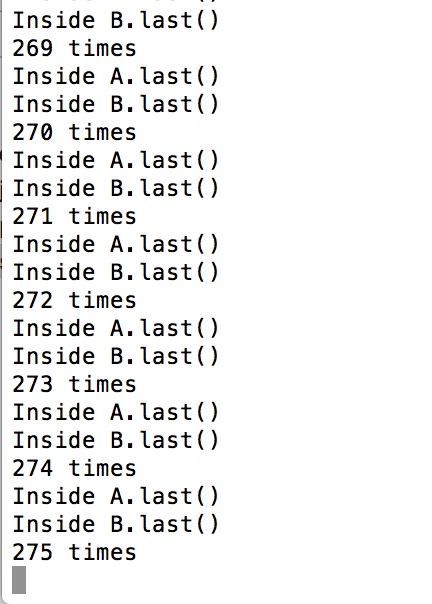 Inside B.last()
269 times
Inside A.last()
Inside B.last()
270 times
Inside A.last()
Inside B.last()
271 times
Inside A.last()
Inside B.last()
272 times
Inside A.last()
Inside B.last()
273 times
Inside A.last()
Inside B.last()
274 times
Inside A.last()
Inside B.last()
275 times